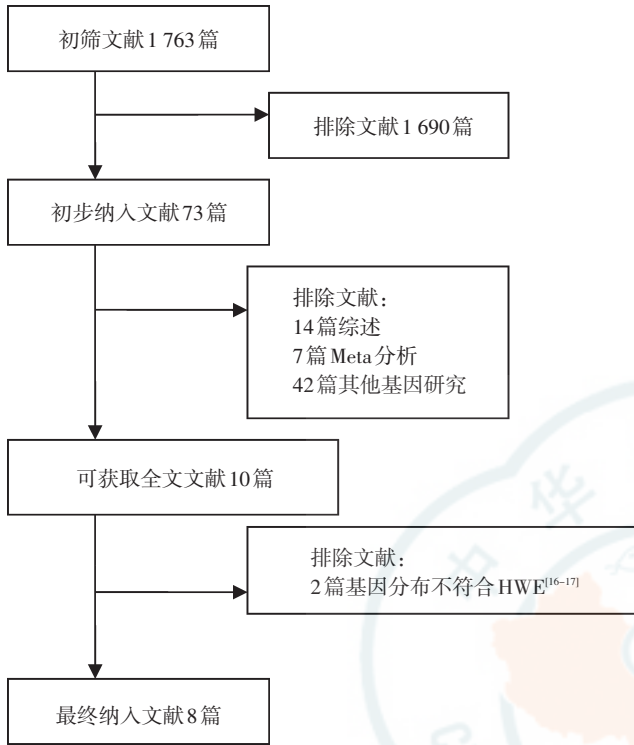 初筛文献1 763篇
排除文献1 690篇
初步纳入文献73篇
排除文献：
14篇综述
7篇Meta分析
42篇其他基因研究
可获取全文文献10篇
排除文献：
2篇基因分布不符合HWE[16-17]
最终纳入文献8篇
中华